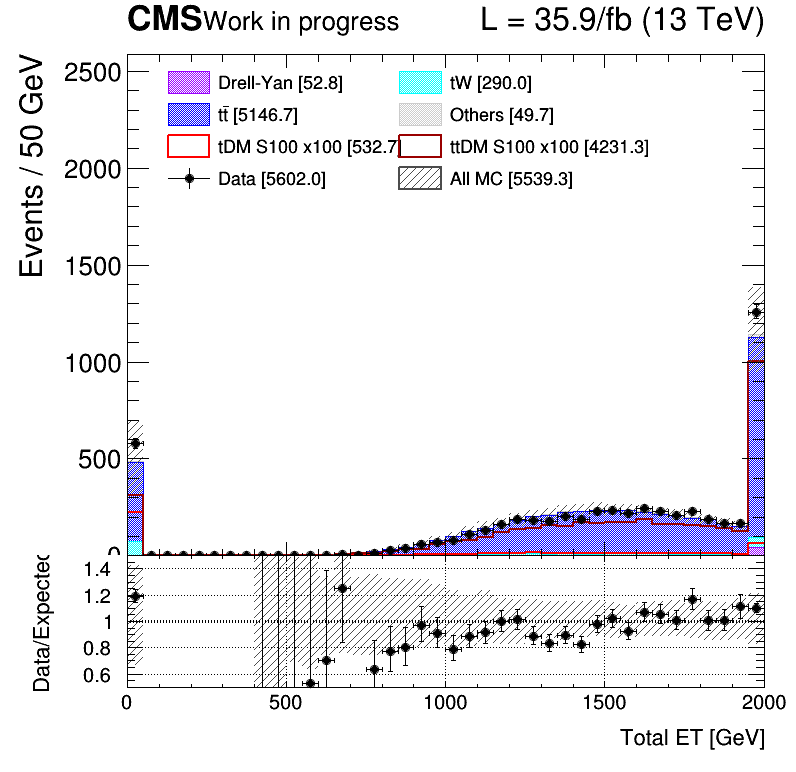 CMS Work in progress L = 35.9/fb (13 TeV)
Events / 50 GeV
2500
2000
1500
1000
500
0
Drell-Yan [52.8] tW [290.0]
tt̄ [5146.7] Others [49.7]
tDM S100 x100 [532.7] ttDM S100 x100 [4231.3]
Data [5602.0] All MC [5539.3]
Data/Expected
1.4
1.2
1
0.8
0.6
0 500 1000 1500 2000
Total ET [GeV]